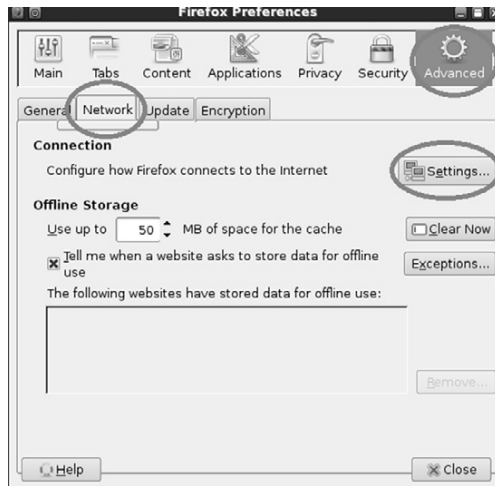 Firefox Preferences
Main Tabs Content Applications Privacy Security Advanced
General Network Update Encryption
Connection
Configure how Firefox connects to the Internet
Settings...
Offline Storage
Use up to 50 MB of space for the cache
Clear Now
Tell me when a website asks to store data for offline
use
Exceptions...
The following websites have stored data for offline use:
Remove...
Help
Close